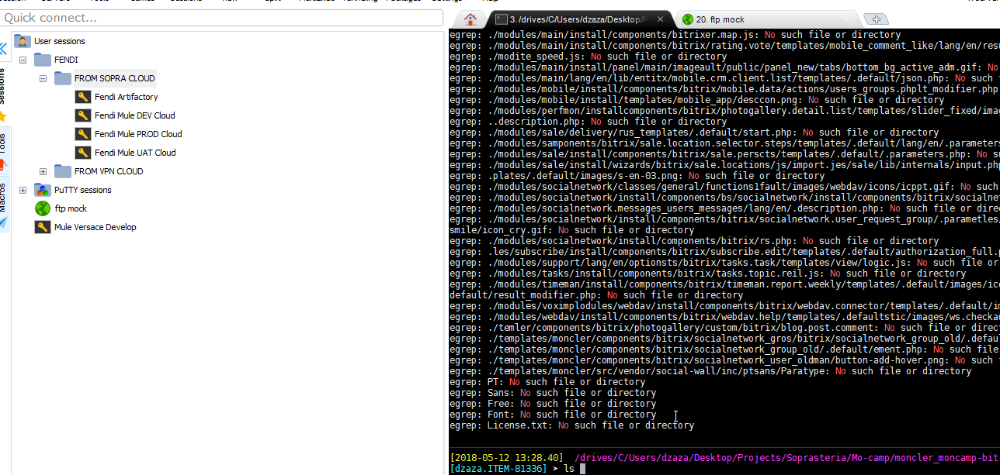 Quick connect...
3. /drives/C/Users/dzaza/Desktop/
20. ftp mock
User sessions
FENDI
FROM SOPRA CLOUD
Fendi Artifactory
Fendi Mule DEV Cloud
Fendi Mule PROD Cloud
Fendi Mule UAT Cloud
FROM VPN CLOUD
PuTTY sessions
ftp mock
Mule Versace Develop
Sessions
Tools
Macros
egrep: ./modules/main/install/components/bitrixer.map.js: No such file or directory
egrep: ./modules/main/install/components/bitrix/rating.vote/templates/mobile_comment_like/lang/en/resu
egrep: ./modite_speed.js: No such file or directory
egrep: ./modules/main/install/panel/main/imageault/public/panel_new/tabs/bottom_bg_active_adm.gif: No
egrep: ./modules/main/lang/en/lib/entitx/mobile.crm.client.list/templates/.default/json.php: No such
egrep: ./modules/mobile/install/components/bitrix/mobile.data/actions/users_groups.phplt_modifier.php
egrep: ./modules/mobile/install/templates/mobile_app/desccon.png: No such file or directory
egrep: ./modules/perfmon/installcomponents/bitrix/photogallery.detail.list/templates/slider_fixed/imag
egrep: ..description.php: No such file or directory
egrep: ./modules/sale/delivery/rus_templates/.default/start.php: No such file or directory
egrep: ./modules/samponents/bitrix/sale.location.selector.steps/templates/.default/lang/en/.parameter
egrep: ./modules/sale/install/components/bitrix/sale.perscts/templates/.default/.parameters.php: No su
egrep: ./modules/sale/install/wizards/bitrix/sale.locations/js/import.jes/sale/lib/internals/input.php
egrep: .plates/.default/images/s-en-03.png: No such file or directory
egrep: ./modules/socialnetwork/classes/general/functions1fault/images/webdav/icons/icppt.gif: No such
egrep: ./modules/socialnetwork/install/components/bs/socialnetwork/install/components/bitrix/socialnet
egrep: ./modules/socialnetwork.messages_users_messages/lang/en/.description.php: No such file or direc
egrep: ./modules/socialnetwork/install/components/bitrix/socialnetwork.user_request_group/.parametles/
smile/icon_cry.gif: No such file or directory
egrep: ./modules/socialnetwork/install/components/bitrix/rs.php: No such file or directory
egrep: .les/subscribe/install/components/bitrix/subscribe.edit/templates/.default/authorization_full.p
egrep: ./modules/support/lang/en/optionsts/bitrix/tasks.task/templates/view/logic.js: No such file or
egrep: ./modules/tasks/install/components/bitrix/tasks.topic.reil.js: No such file or directory
egrep: ./modules/timeman/install/components/bitrix/timeman.report.weekly/templates/.default/images/ico
default/result_modifier.php: No such file or directory
egrep: ./modules/voximplodules/webdav/install/components/bitrix/webdav.connector/templates/.default/im
egrep: ./modules/webdav/install/components/bitrix/webdav.help/templates/.defaultstic/images/ws.checkar
egrep: ./temler/components/bitrix/photogallery/custom/bitrix/blog.post.comment: No such file or direct
egrep: ./templates/moncler/components/bitrix/socialnetwork_gros/bitrix/socialnetwork_group_old/.defaul
egrep: ./templates/moncler/components/bitrix/socialnetwork_group_old/.default/ement.php: No such file
egrep: ./templates/moncler/components/bitrix/socialnetwork_user_oldman/button-add-hover.png: No such
egrep: ./templates/moncler/src/vendor/social-wall/inc/ptsans/Paratype: No such file or directory
egrep: PT: No such file or directory
egrep: Sans: No such file or directory
egrep: Free: No such file or directory
egrep: Font: No such file or directory
egrep: License.txt: No such file or directory
[2018-05-12 13:28.40] /drives/C/Users/dzaza/Desktop/Projects/Soprasteria/Mo-camp/moncler_moncamp-bit
[dzaza.ITEM-81336] ➤ ls